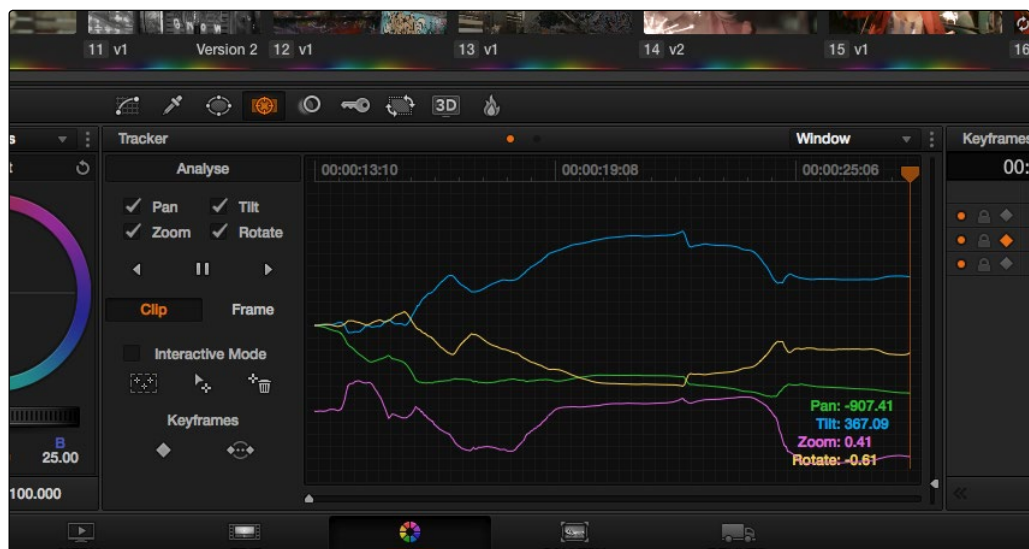 11 v1 Version 2 12 v1 13 v1 14 v2 15 v1 16
3D
Tracker Window Keyframes
Analyse 00:00:13:10 00:00:19:08 00:00:25:06 00:
Pan Tilt
Zoom Rotate
Clip Frame
Interactive Mode
Keyframes
Pan: -907.41
Tilt: 367.09
Zoom: 0.41
Rotate: -0.61
B
25.00
100.000